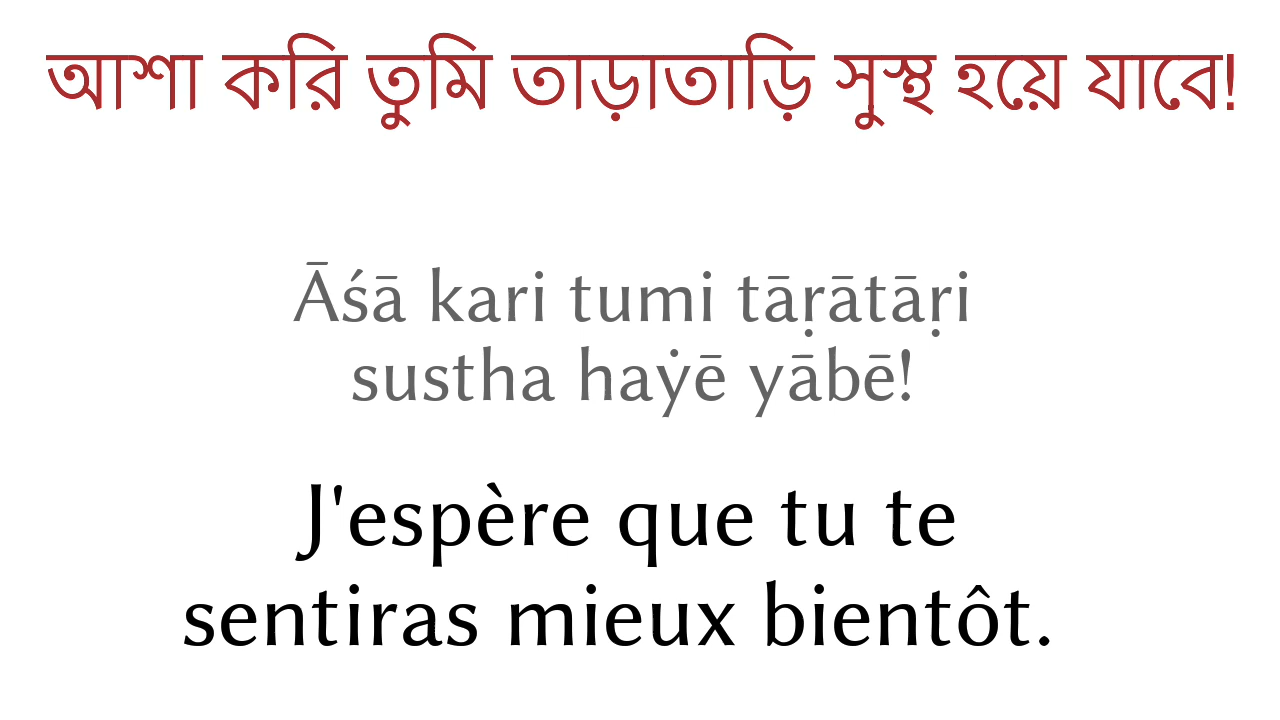 আশা করি তুমি তাড়াতাড়ি সুস্থ হয়ে যাবে!
Āśā kari tumi tāṛātāṛi
sustha haẏē yābē!
J'espère que tu te
sentiras mieux bientôt.